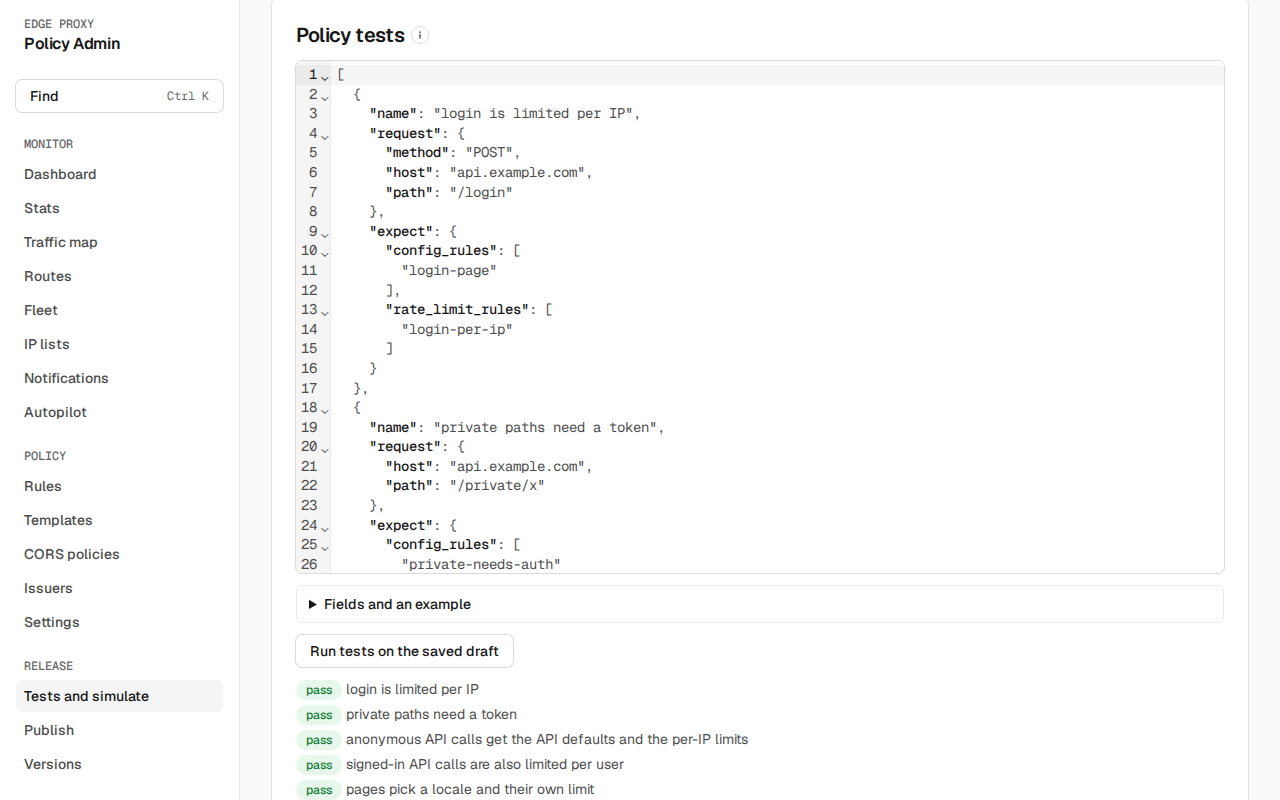 EDGE PROXY
Policy Admin
Find Ctrl K
MONITOR
Dashboard
Stats
Traffic map
Routes
Fleet
IP lists
Notifications
Autopilot
POLICY
Rules
Templates
CORS policies
Issuers
Settings
RELEASE
Tests and simulate
Publish
Versions
Policy tests i
1 [
2 {
3 "name": "login is limited per IP",
4 "request": {
5 "method": "POST",
6 "host": "api.example.com",
7 "path": "/login"
8 },
9 "expect": {
10 "config_rules": [
11 "login-page"
12 ],
13 "rate_limit_rules": [
14 "login-per-ip"
15 ]
16 }
17 },
18 {
19 "name": "private paths need a token",
20 "request": {
21 "host": "api.example.com",
22 "path": "/private/x"
23 },
24 "expect": {
25 "config_rules": [
26 "private-needs-auth"
Fields and an example
Run tests on the saved draft
pass login is limited per IP
pass private paths need a token
pass anonymous API calls get the API defaults and the per-IP limits
pass signed-in API calls are also limited per user
pass pages pick a locale and their own limit